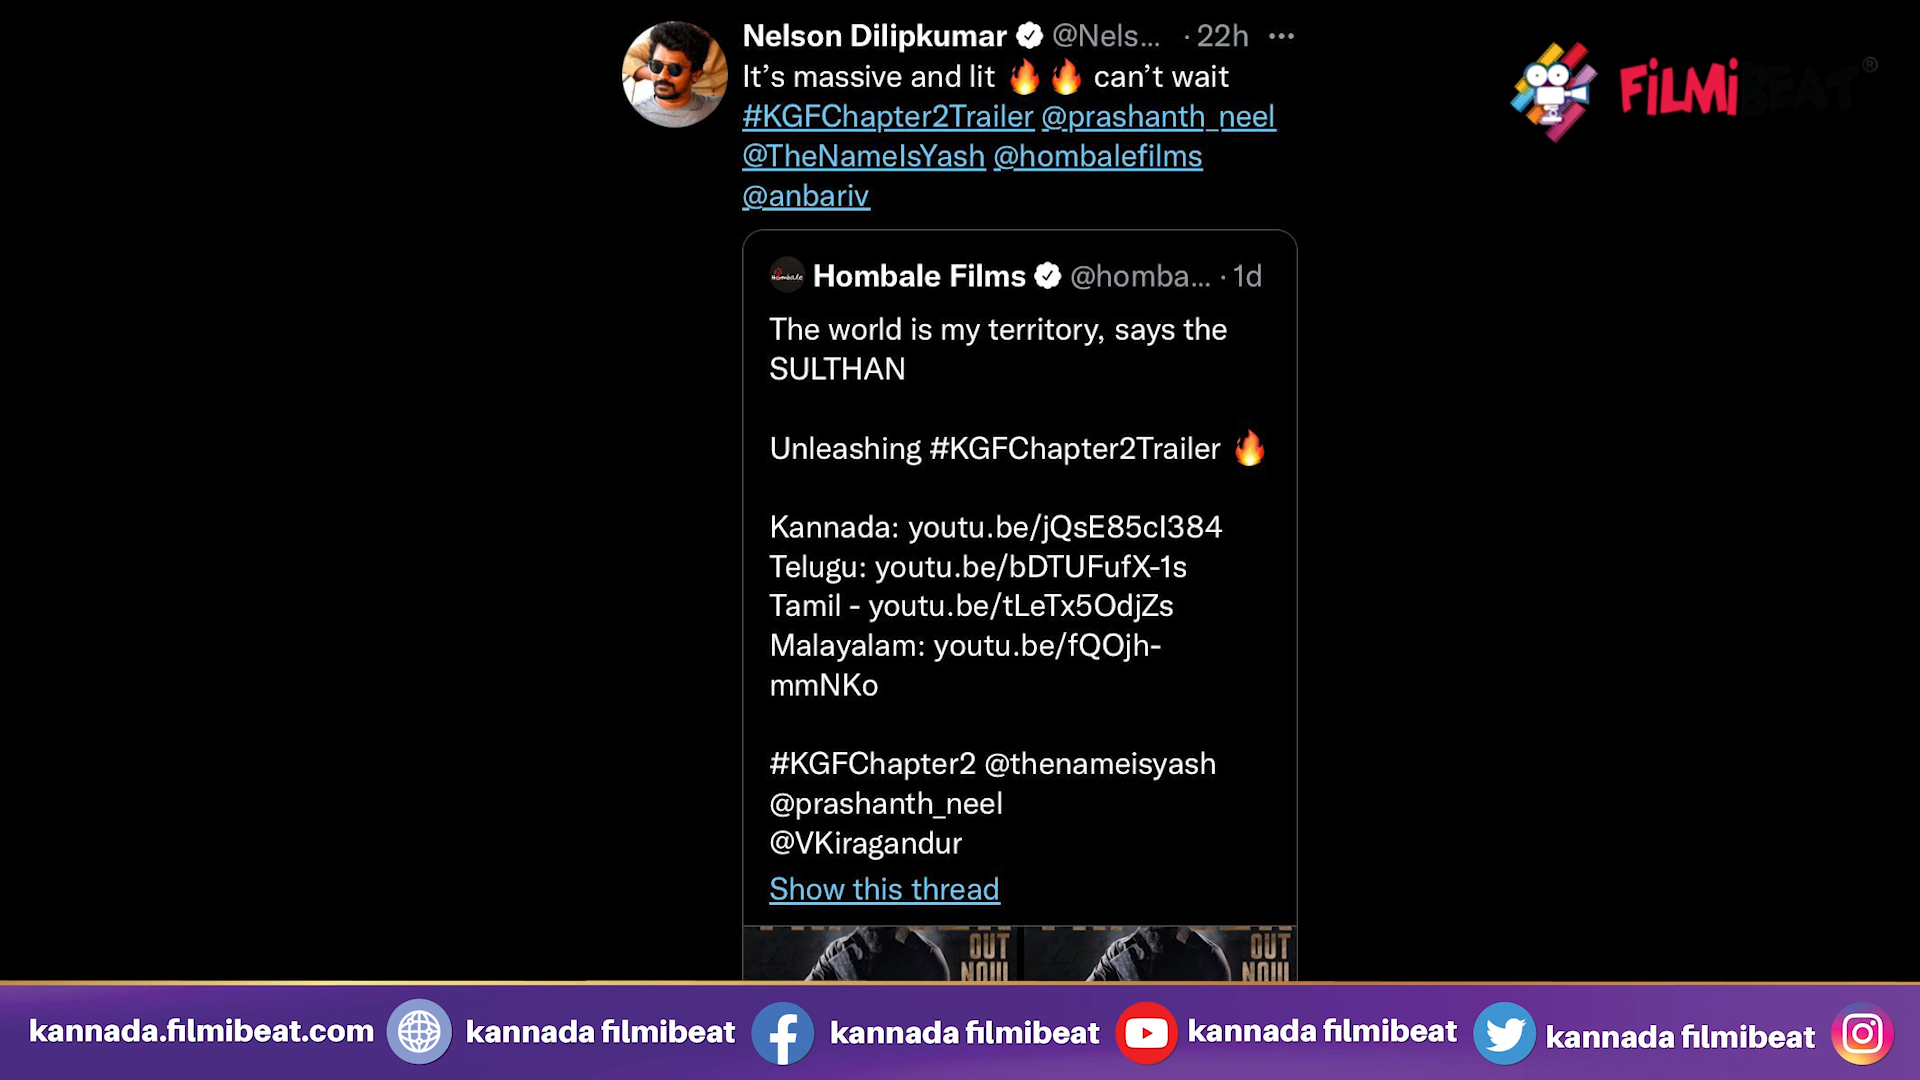 Nelson Dilipkumar @Nels... · 22h
It's massive and lit 🔥🔥 can't wait
#KGFChapter2Trailer @prashanth_neel
@TheNameIsYash @hombalefilms
@anbariv
Hombale
Hombale Films @homba... · 1d
The world is my territory, says the
SULTHAN
Unleashing #KGFChapter2Trailer 🔥
Kannada: youtu.be/jQsE85cI384
Telugu: youtu.be/bDTUFufX-1s
Tamil - youtu.be/tLeTx5OdjZs
Malayalam: youtu.be/fQOjh-
mmNKo
#KGFChapter2 @thenameisyash
@prashanth_neel
@VKiragandur
Show this thread
OUT
NOW
OUT
NOW
FiLMiBEAT®
kannada.filmibeat.com
kannada filmibeat
kannada filmibeat
kannada filmibeat
kannada filmibeat